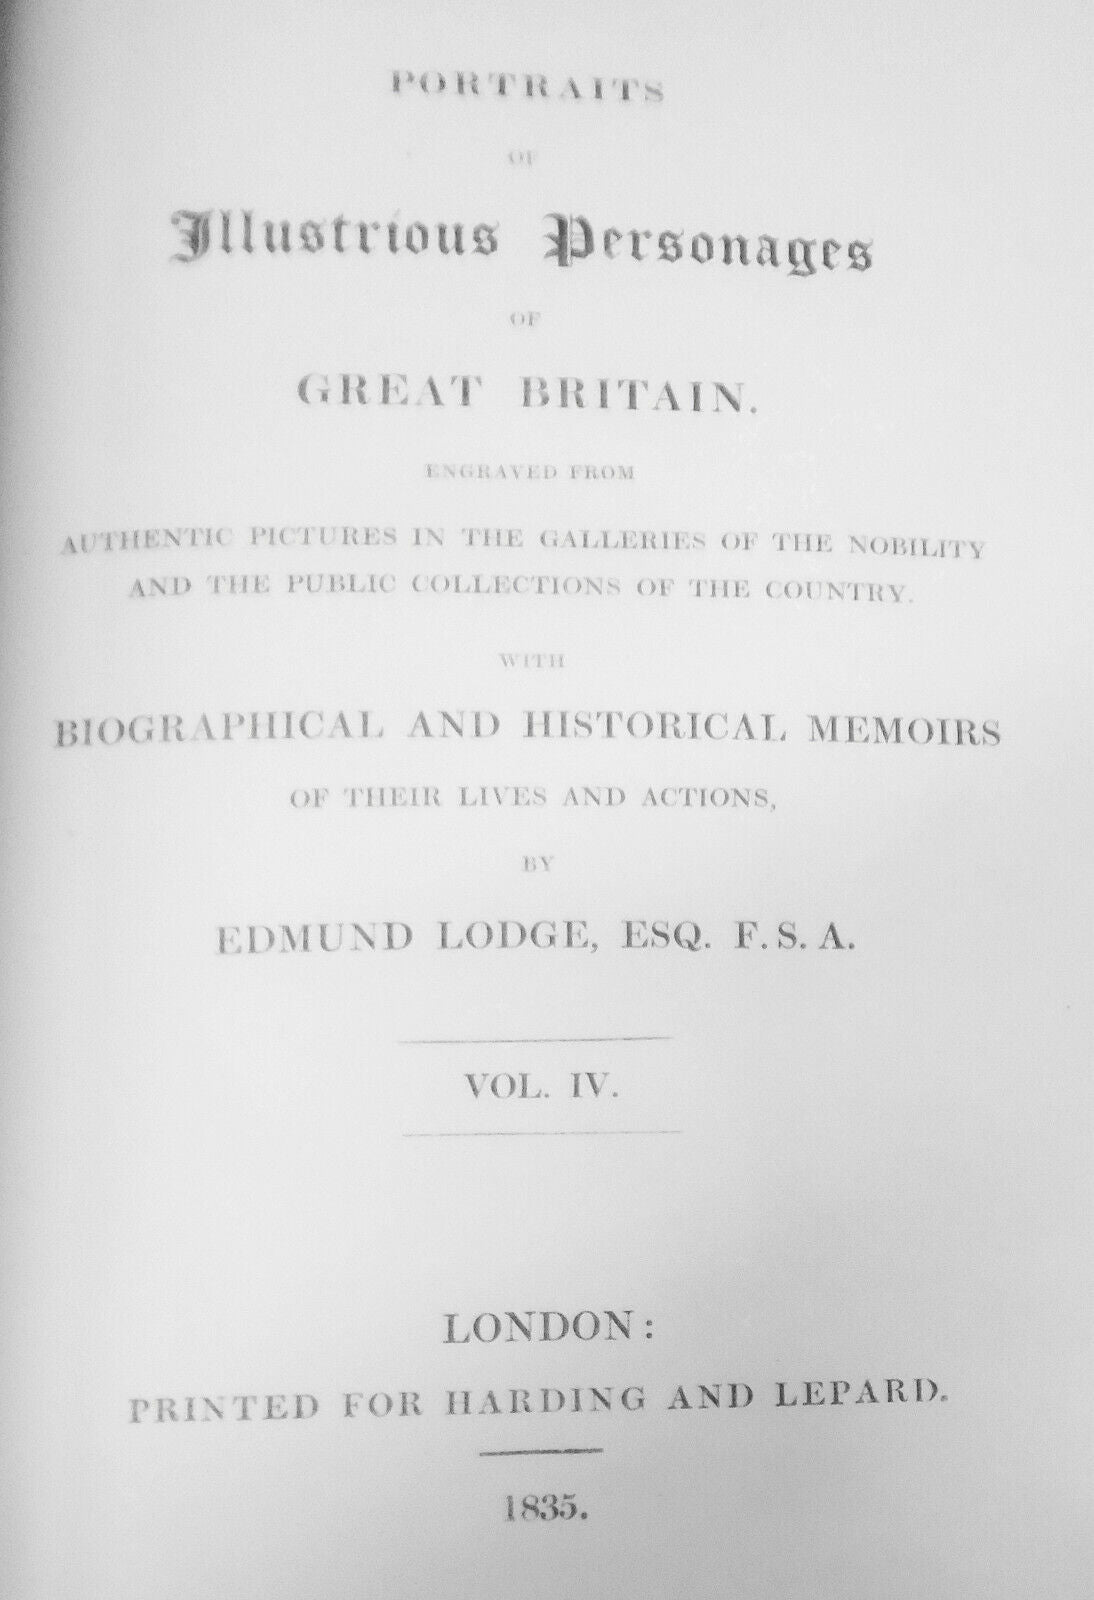 PORTRAITS
OF
Illustrious Personages
OF
GREAT BRITAIN.
ENGRAVED FROM
AUTHENTIC PICTURES IN THE GALLERIES OF THE NOBILITY
AND THE PUBLIC COLLECTIONS OF THE COUNTRY.
WITH
BIOGRAPHICAL AND HISTORICAL MEMOIRS
OF THEIR LIVES AND ACTIONS,
BY
EDMUND LODGE, ESQ. F. S. A.
VOL. IV.
LONDON:
PRINTED FOR HARDING AND LEPARD.
1835.